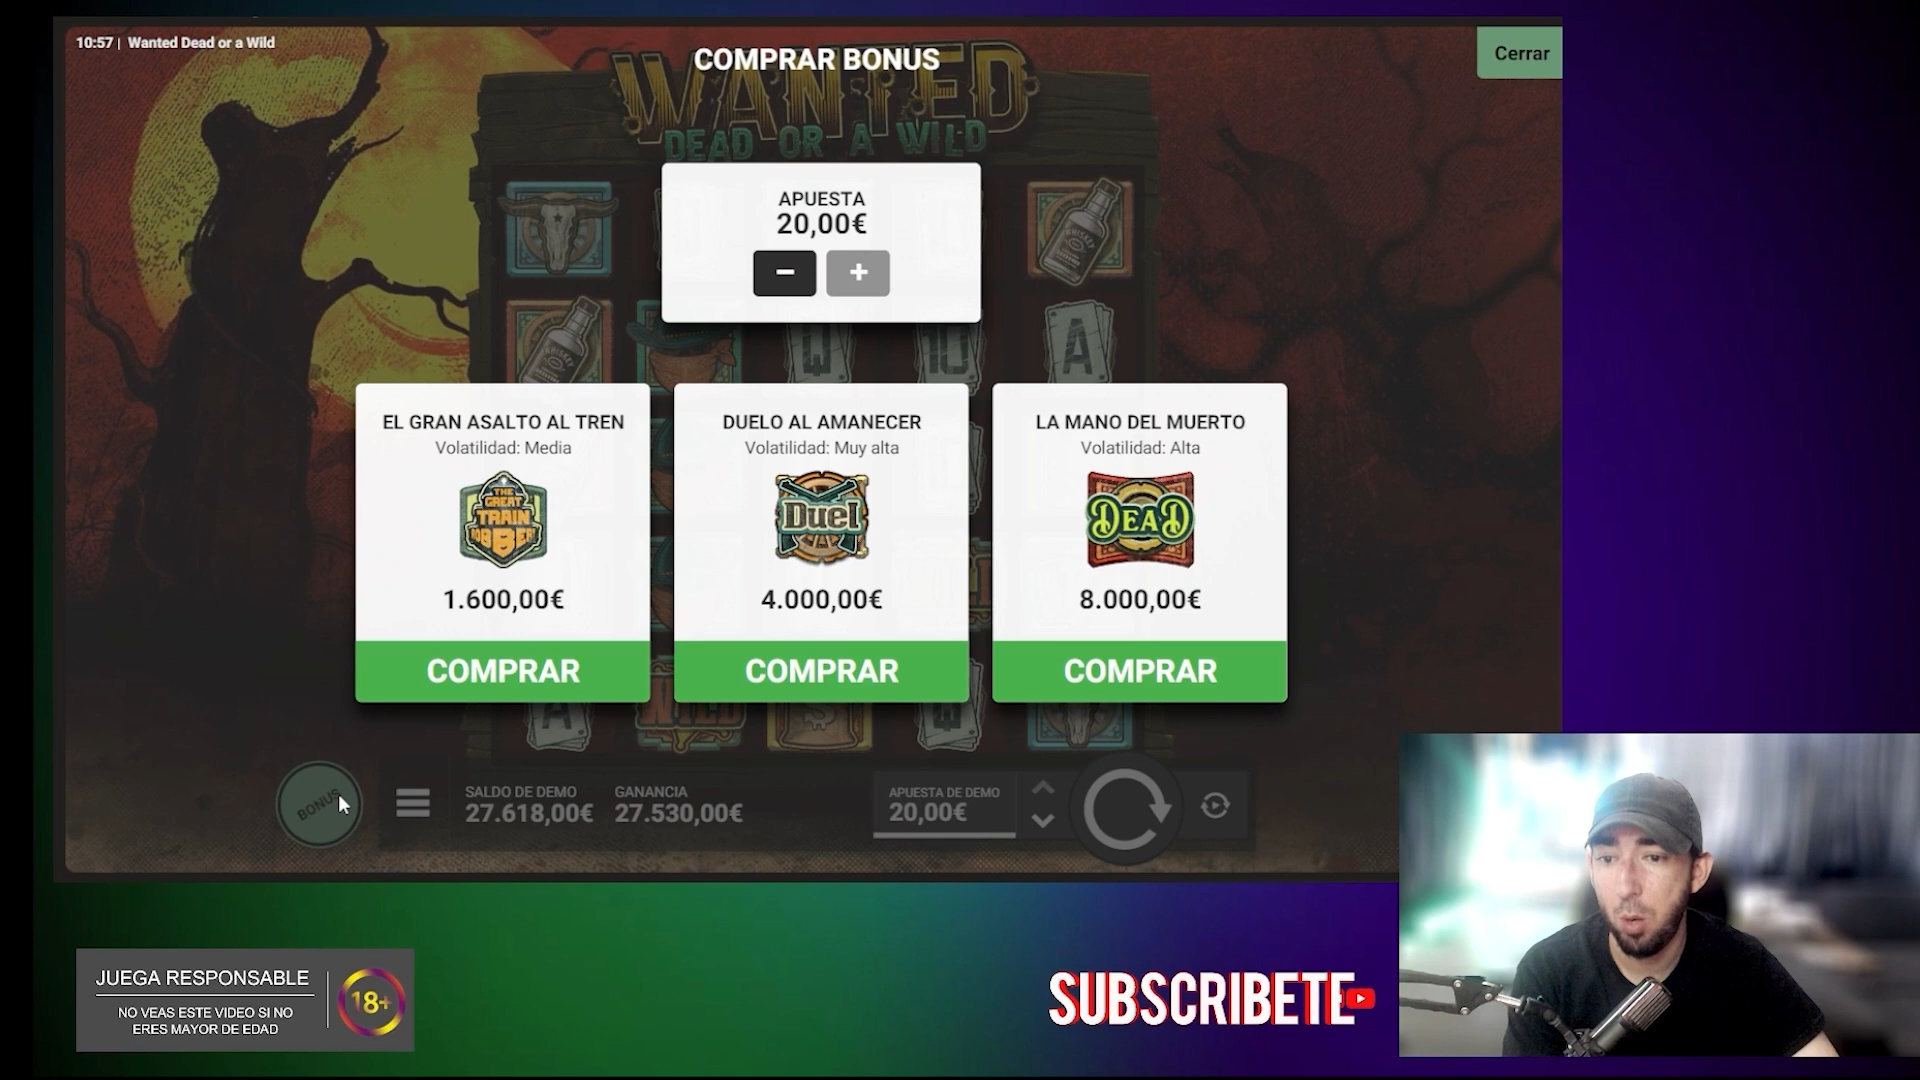 10:57 | Wanted Dead or a Wild
COMPRAR BONUS
Cerrar
WANTED
DEAD OR A WILD
APUESTA
20,00€
−
+
WHISKEY
WHISKEY
Q
10
A
EL GRAN ASALTO AL TREN
Volatilidad: Media
THE
GREAT
TRAIN
ROBBERY
1.600,00€
COMPRAR
DUELO AL AMANECER
Volatilidad: Muy alta
Duel
4.000,00€
COMPRAR
LA MANO DEL MUERTO
Volatilidad: Alta
DEAD
8.000,00€
COMPRAR
A
WILD
$
BONUS
SALDO DE DEMO
27.618,00€
GANANCIA
27.530,00€
APUESTA DE DEMO
20,00€
JUEGA RESPONSABLE
NO VEAS ESTE VIDEO SI NO
ERES MAYOR DE EDAD
18+
SUBSCRIBETE